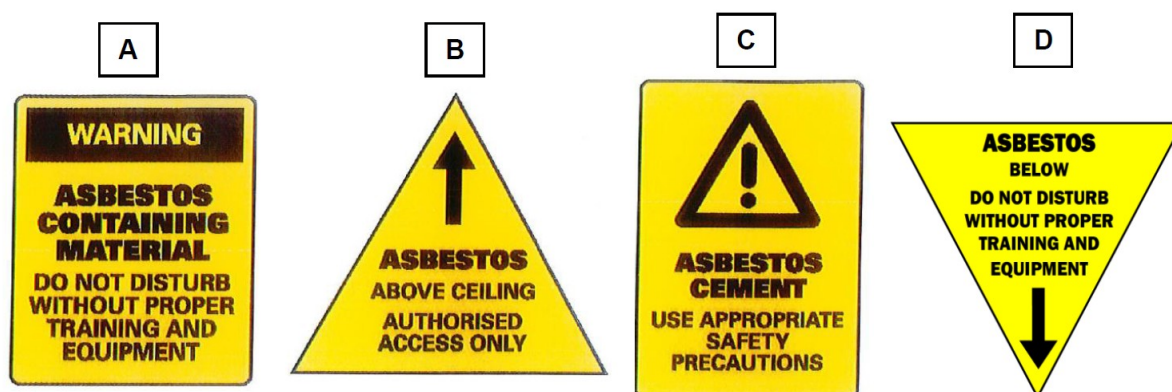 A
B
C
D
WARNING
ASBESTOS
CONTAINING
MATERIAL
DO NOT DISTURB
WITHOUT PROPER
TRAINING AND
EQUIPMENT
ASBESTOS
ABOVE CEILING
AUTHORISED
ACCESS ONLY
ASBESTOS
CEMENT
USE APPROPRIATE
SAFETY
PRECAUTIONS
ASBESTOS
BELOW
DO NOT DISTURB
WITHOUT PROPER
TRAINING AND
EQUIPMENT